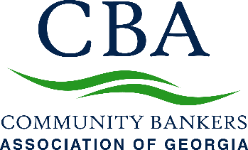 CBA
COMMUNITY BANKERS
ASSOCIATION OF GEORGIA